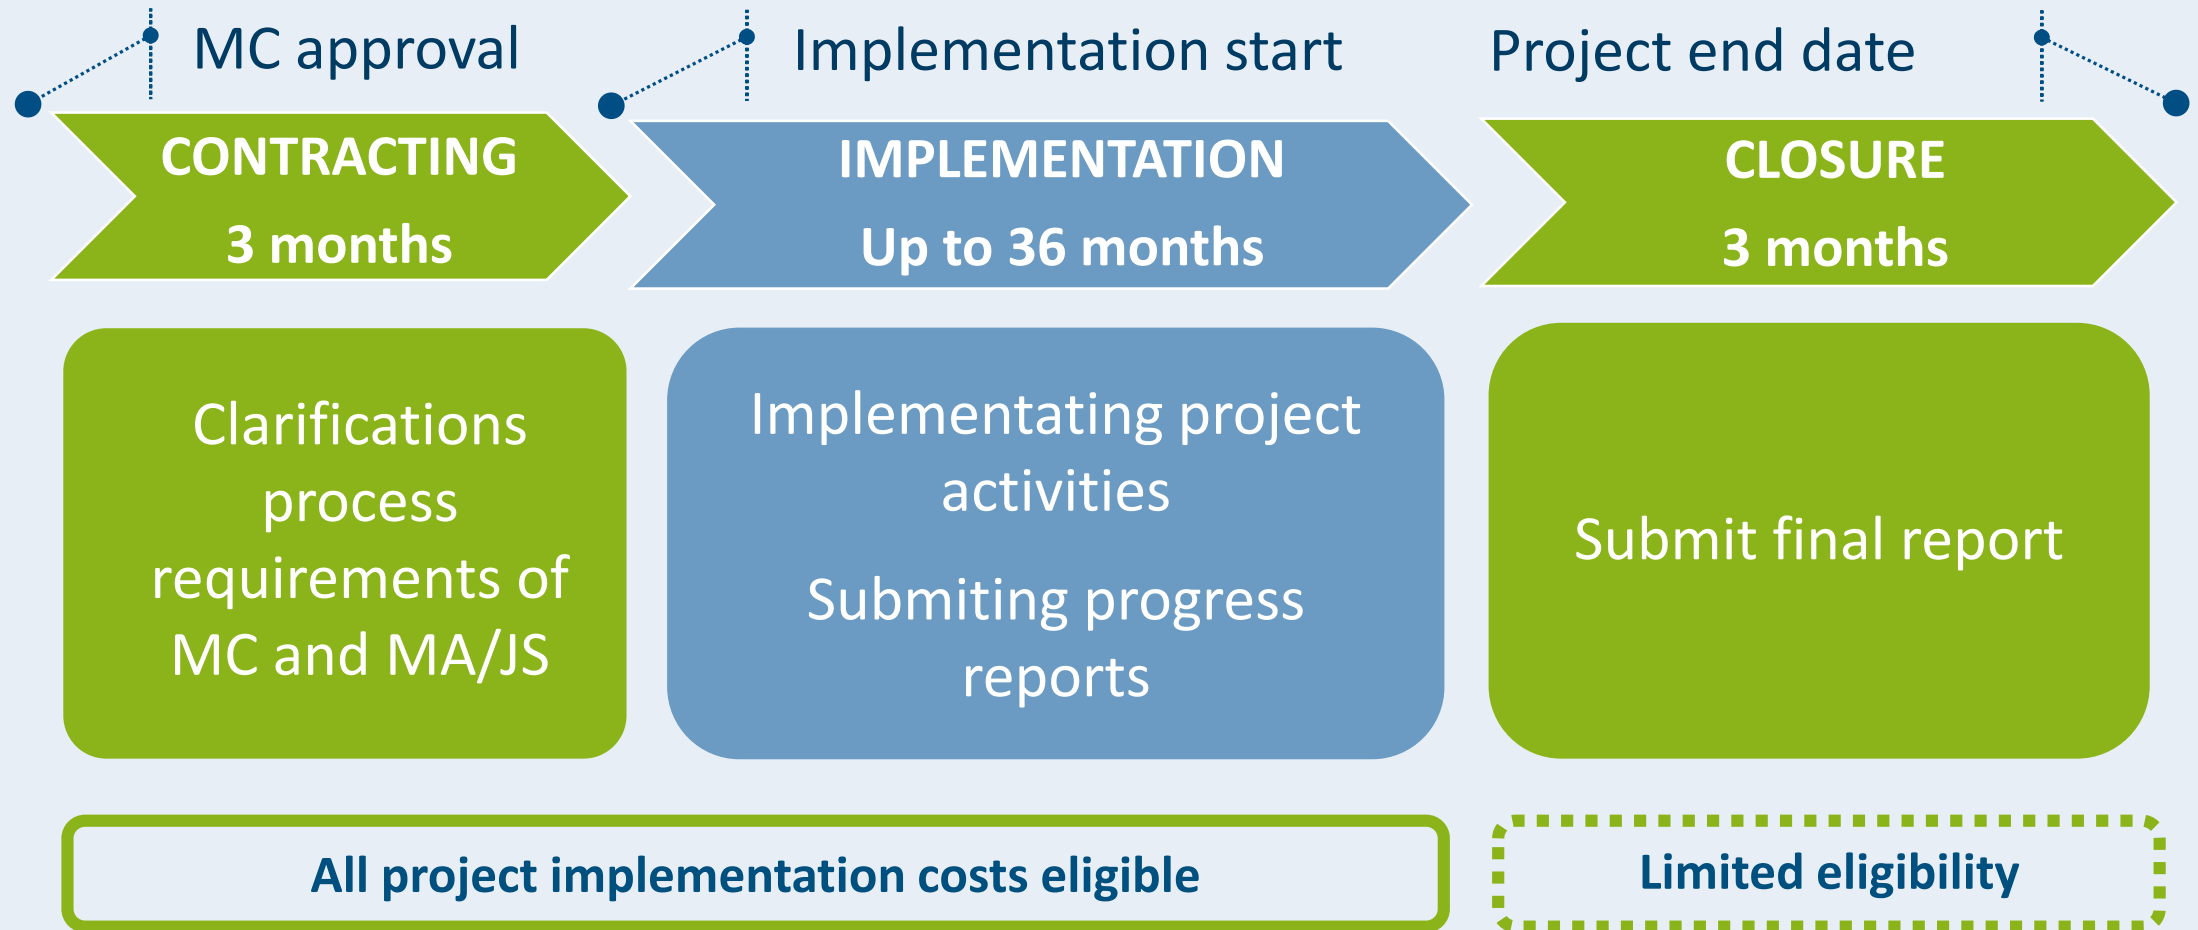 MC approval
Implementation start
Project end date
CONTRACTING
3 months
IMPLEMENTATION
Up to 36 months
CLOSURE
3 months
Clarifications
process
requirements of
MC and MA/JS
Implementating project
activities
Submiting progress
reports
Submit final report
All project implementation costs eligible
Limited eligibility